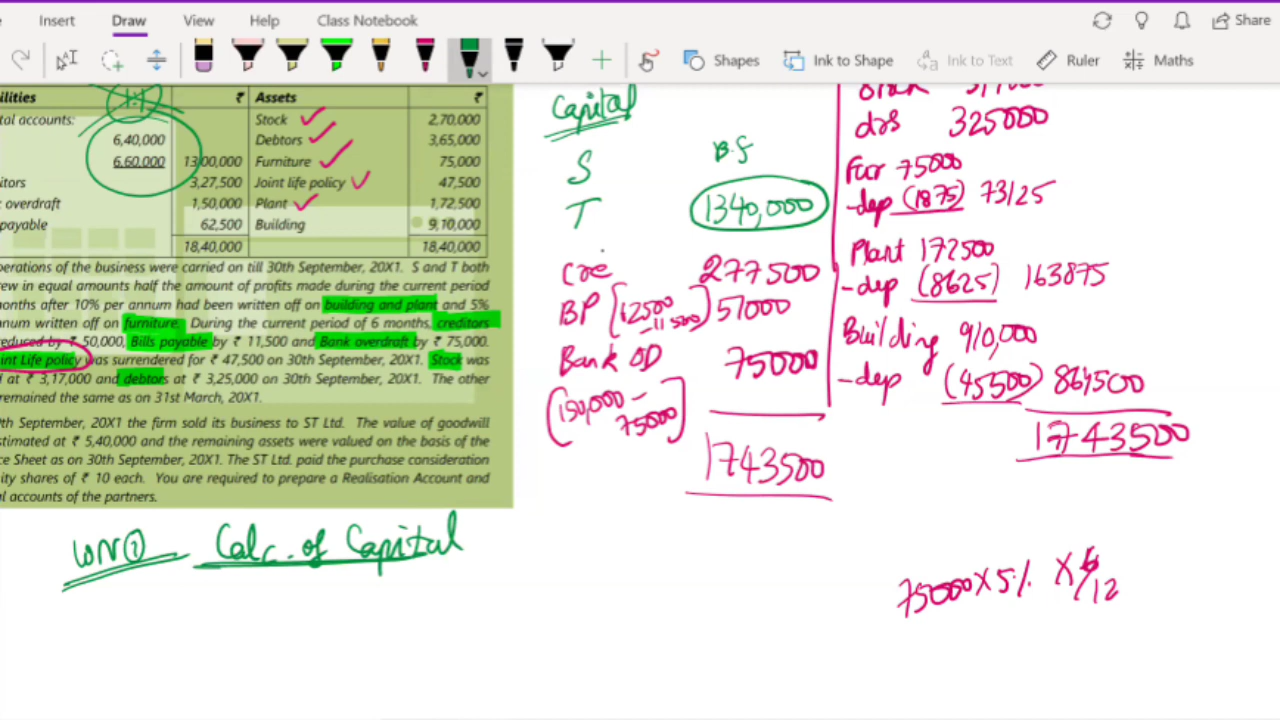 Insert Draw View Help Class Notebook Share
Shapes Ink to Shape Ink to Text Ruler Maths
ilities ₹ Assets ₹
tal accounts: Stock 2,70,000
6,40,000 Debtors 3,65,000
6,60,000 13,00,000 Furniture 75,000
itors 3,27,500 Joint life policy 47,500
overdraft 1,50,000 Plant 1,72,500
payable 62,500 Building 9,10,000
18,40,000 18,40,000
perations of the business were carried on till 30th September, 20X1. S and T both
ew in equal amounts half the amount of profits made during the current period
onths after 10% per annum had been written off on building and plant and 5%
nnum written off on furniture. During the current period of 6 months, creditors
reduced by ₹ 50,000, Bills payable by ₹ 11,500 and Bank overdraft by ₹ 75,000.
int Life policy was surrendered for ₹ 47,500 on 30th September, 20X1. Stock was
d at ₹ 3,17,000 and debtors at ₹ 3,25,000 on 30th September, 20X1. The other
remained the same as on 31st March, 20X1.
th September, 20X1 the firm sold its business to ST Ltd. The value of goodwill
stimated at ₹ 5,40,000 and the remaining assets were valued on the basis of the
ce Sheet as on 30th September, 20X1. The ST Ltd. paid the purchase consideration
ity shares of ₹ 10 each. You are required to prepare a Realisation Account and
al accounts of the partners.
Calc. of Capital
Capital
S
T 1340,000
Cre 277500
BP [ 12500 - 11500 ] 51000
Bank OD 75000
[ 150,000 - 75000 ]
1743500
drs 325000
Fur 75000
-dep (1875) 73125
Plant 172500
-dep (8625) 163875
Building 910,000
-dep (45500) 864500
1743500
75000 X 5% X 6/12